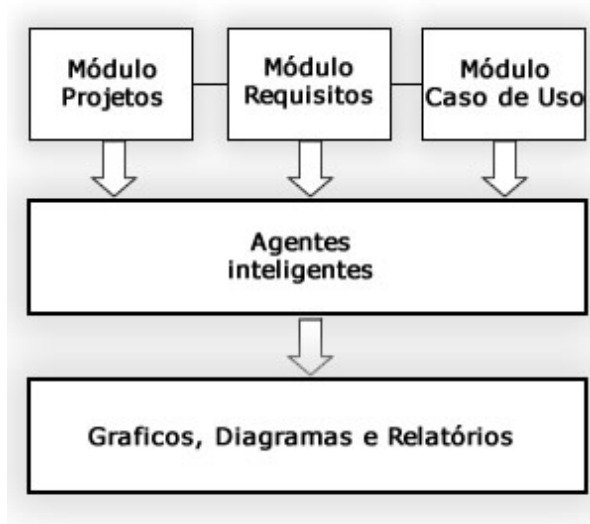 Módulo
Projetos
Módulo
Requisitos
Módulo
Caso de Uso
Agentes
inteligentes
Graficos, Diagramas e Relatórios